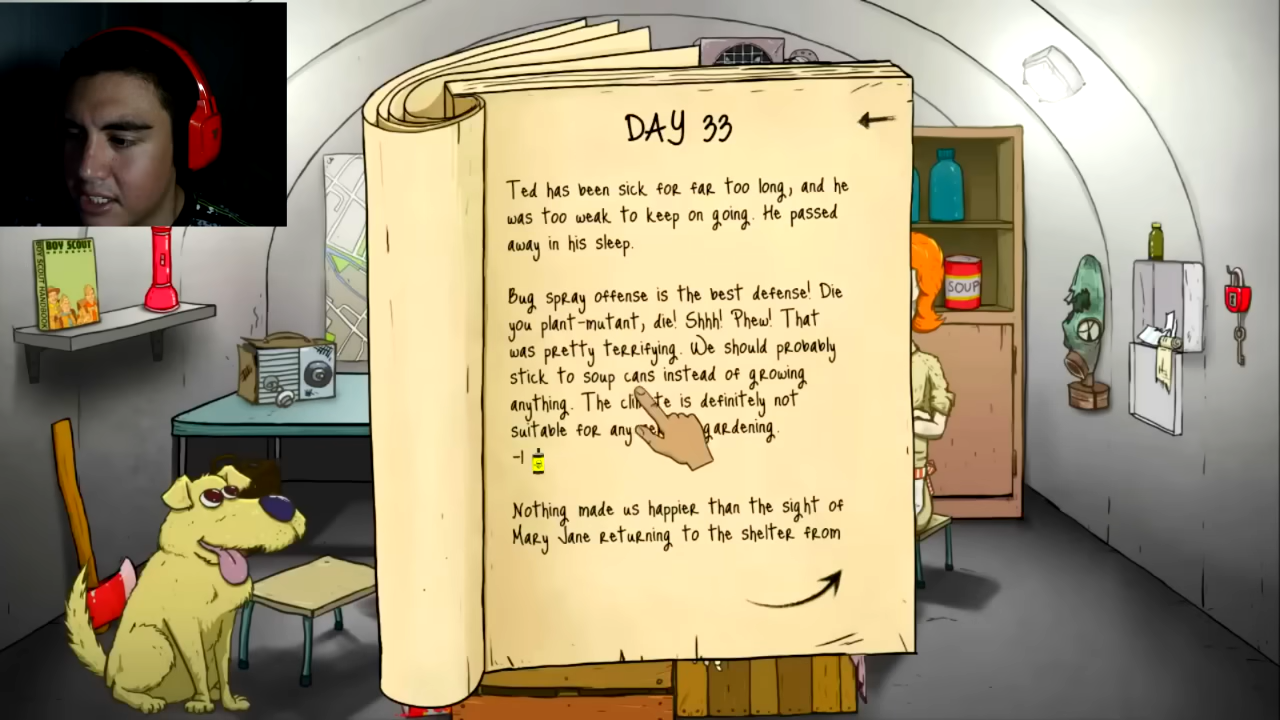 DAY 33
Ted has been sick for far too long, and he
was too weak to keep on going. He passed
away in his sleep.
Bug spray offense is the best defense! Die
you plant-mutant, die! Shhh! Phew! That
was pretty terrifying. We should probably
stick to soup cans instead of growing
anything. The is definitely not
suitable for any gardening.
-1
Nothing made us happier than the sight of
Mary Jane returning to the shelter from
BOY SCOUT
BOY SCOUT HANDBOOK
SOUP